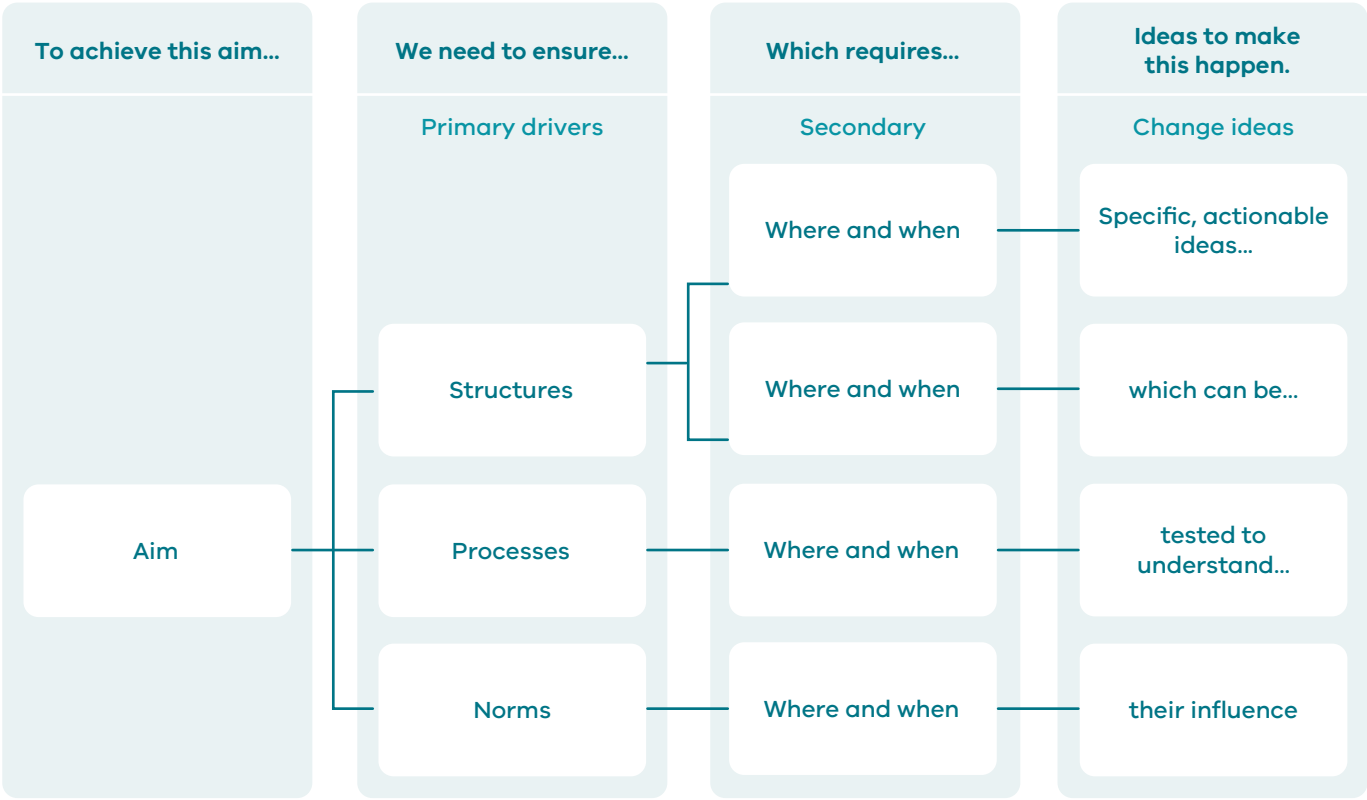 To achieve this aim...
We need to ensure...
Which requires...
Ideas to make
this happen.
Primary drivers
Secondary
Change ideas
Where and when
Specific, actionable
ideas...
Structures
Where and when
which can be...
Aim
Processes
Where and when
tested to
understand...
Norms
Where and when
their influence